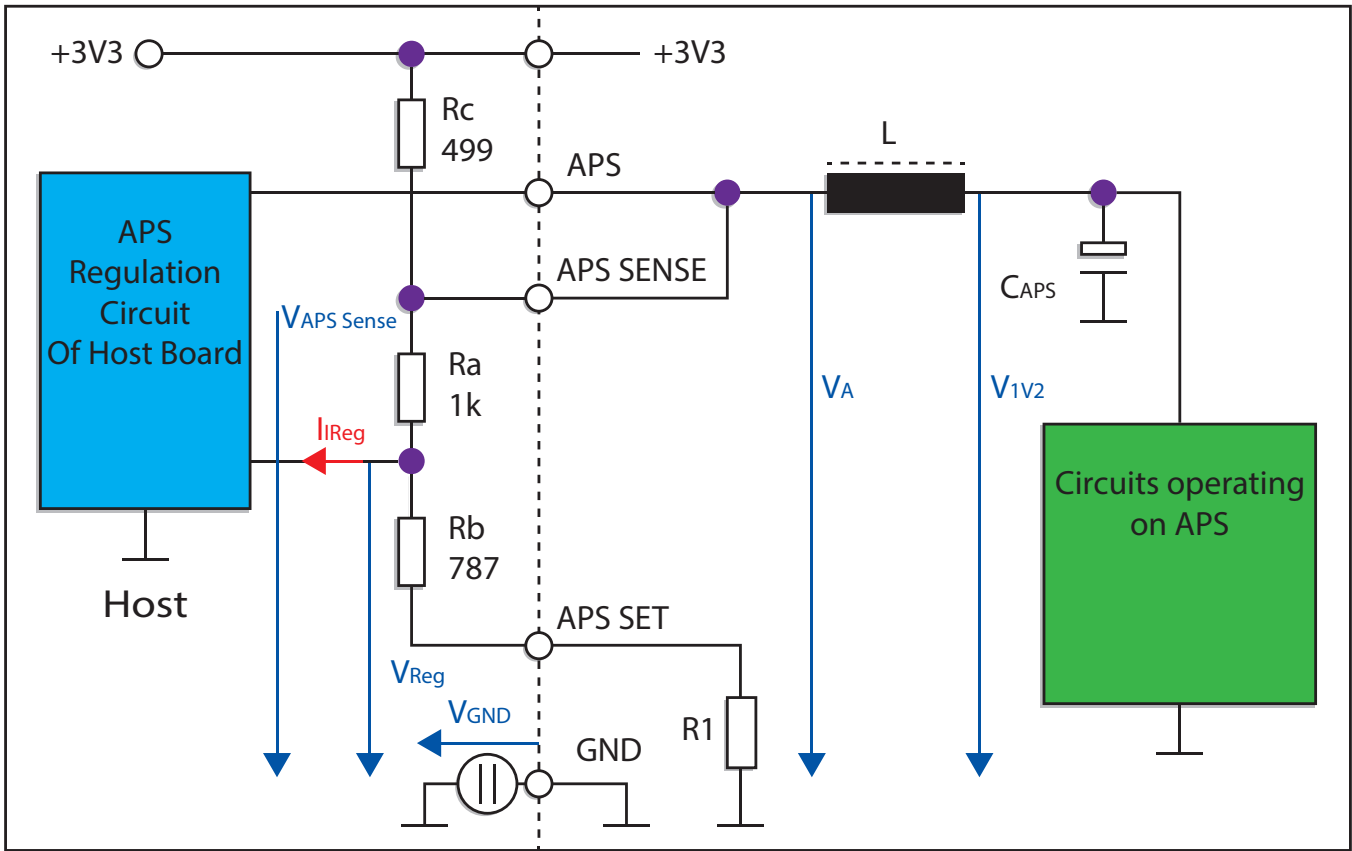 +3V3
+3V3
Rc
499
APS
L
APS
Regulation
Circuit
Of Host Board
APS SENSE
CAPS
VAPS Sense
Ra
1k
VA
V1V2
IIReg
Circuits operating
on APS
Rb
787
Host
APS SET
VReg
VGND
R1
GND